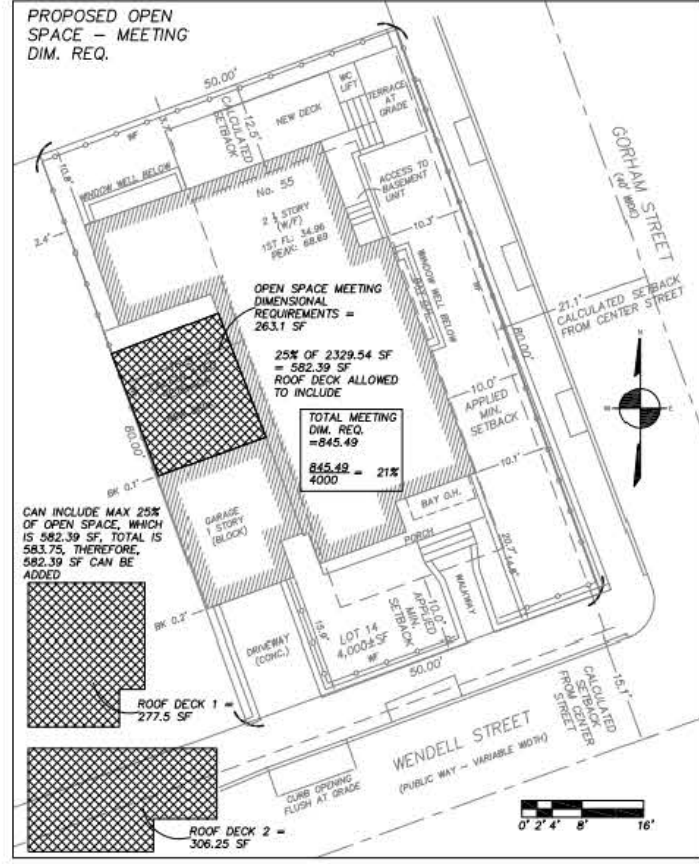 PROPOSED OPEN
SPACE – MEETING
DIM. REQ.
50.00'
CALCULATED
SETBACK
12.5'
NEW DECK
WC
LIFT
TERRACE
AT
GRADE
WF
10.8'
WINDOW WELL BELOW
2.4'
No. 55
2 ½ STORY
(W/F)
1ST FL: 34.96
PEAK: 68.69
ACCESS TO
BASEMENT
UNIT
10.3'
WINDOW WELL
BELOW
GORHAM STREET
(40' WIDE)
21.1'
CALCULATED SETBACK
FROM CENTER STREET
80.00'
OPEN SPACE MEETING
DIMENSIONAL
REQUIREMENTS =
263.1 SF
25% OF 2329.54 SF
= 582.39 SF
ROOF DECK ALLOWED
TO INCLUDE
TOTAL MEETING
DIM. REQ.
=845.49
845.49
4000
= 21%
10.0'
APPLIED
MIN.
SETBACK
10.1'
N
W
E
S
80.00'
BK 0.1'
CAN INCLUDE MAX 25%
OF OPEN SPACE, WHICH
IS 582.39 SF, TOTAL IS
583.75, THEREFORE,
582.39 SF CAN BE
ADDED
GARAGE
1 STORY
(BLOCK)
BAY O.H.
PORCH
BK 0.2'
DRIVEWAY
(CONC.)
15.9'
LOT 14
4,000±SF
WF
10.0'
APPLIED
MIN.
SETBACK
WALKWAY
20.7'
14.8'
50.00'
ROOF DECK 1 =
277.5 SF
ROOF DECK 2 =
306.25 SF
CURB OPENING
FLUSH AT GRADE
WENDELL STREET
(PUBLIC WAY – VARIABLE WIDTH)
CALCULATED
SETBACK
FROM CENTER
STREET
15.1'
0' 2' 4' 8' 16'